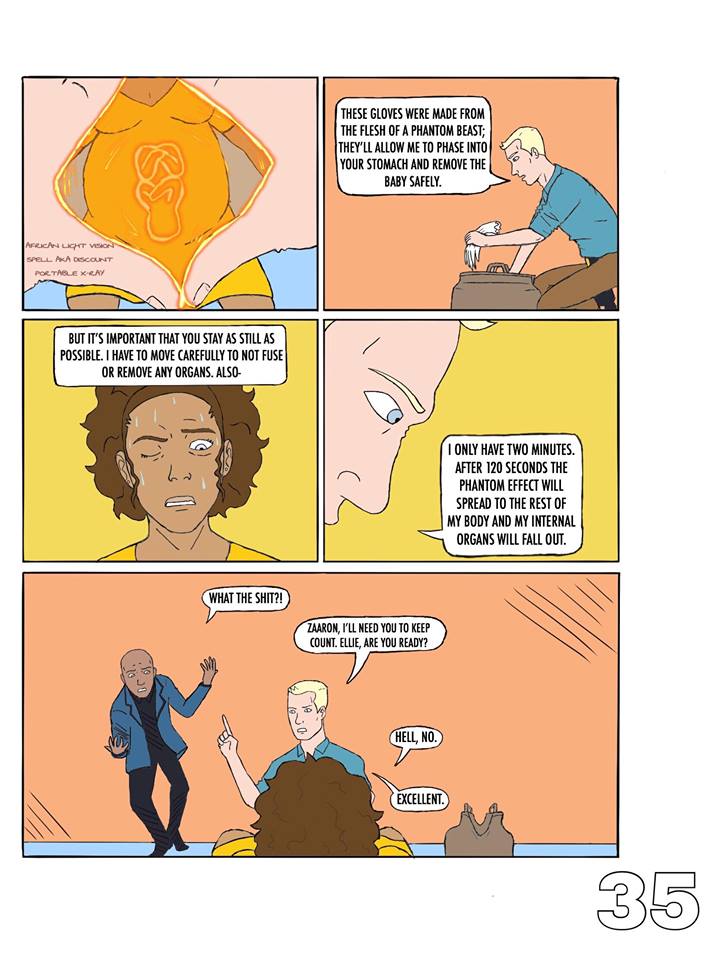 AFRICAN LIGHT VISION
SPELL AKA DISCOUNT
PORTABLE X-RAY
THESE GLOVES WERE MADE FROM
THE FLESH OF A PHANTOM BEAST;
THEY'LL ALLOW ME TO PHASE INTO
YOUR STOMACH AND REMOVE THE
BABY SAFELY.
BUT IT'S IMPORTANT THAT YOU STAY AS STILL AS
POSSIBLE. I HAVE TO MOVE CAREFULLY TO NOT FUSE
OR REMOVE ANY ORGANS. ALSO-
I ONLY HAVE TWO MINUTES.
AFTER 120 SECONDS THE
PHANTOM EFFECT WILL
SPREAD TO THE REST OF
MY BODY AND MY INTERNAL
ORGANS WILL FALL OUT.
WHAT THE SHIT?!
ZAARON, I'LL NEED YOU TO KEEP
COUNT. ELLIE, ARE YOU READY?
HELL, NO.
EXCELLENT.
35